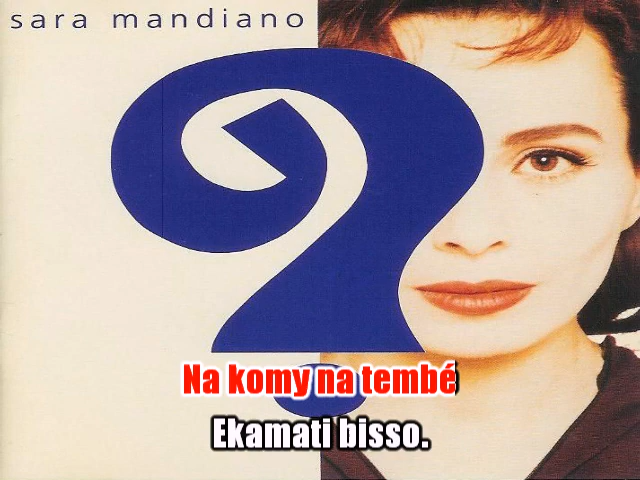 sara mandiano
?
Na komy na tembé
Ekamati bisso.